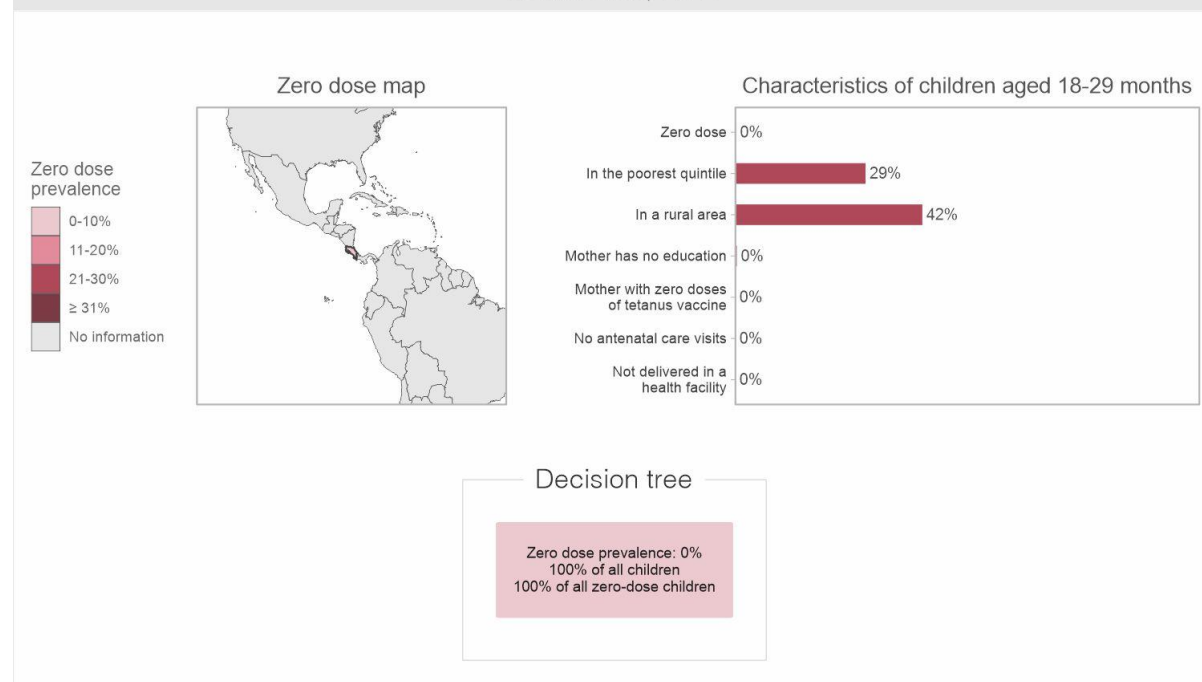 Zero dose map
Zero dose
prevalence
0-10%
11-20%
21-30%
≥ 31%
No information
Characteristics of children aged 18-29 months
Zero dose 0%
In the poorest quintile 29%
In a rural area 42%
Mother has no education 0%
Mother with zero doses
of tetanus vaccine 0%
No antenatal care visits 0%
Not delivered in a
health facility 0%
Decision tree
Zero dose prevalence: 0%
100% of all children
100% of all zero-dose children